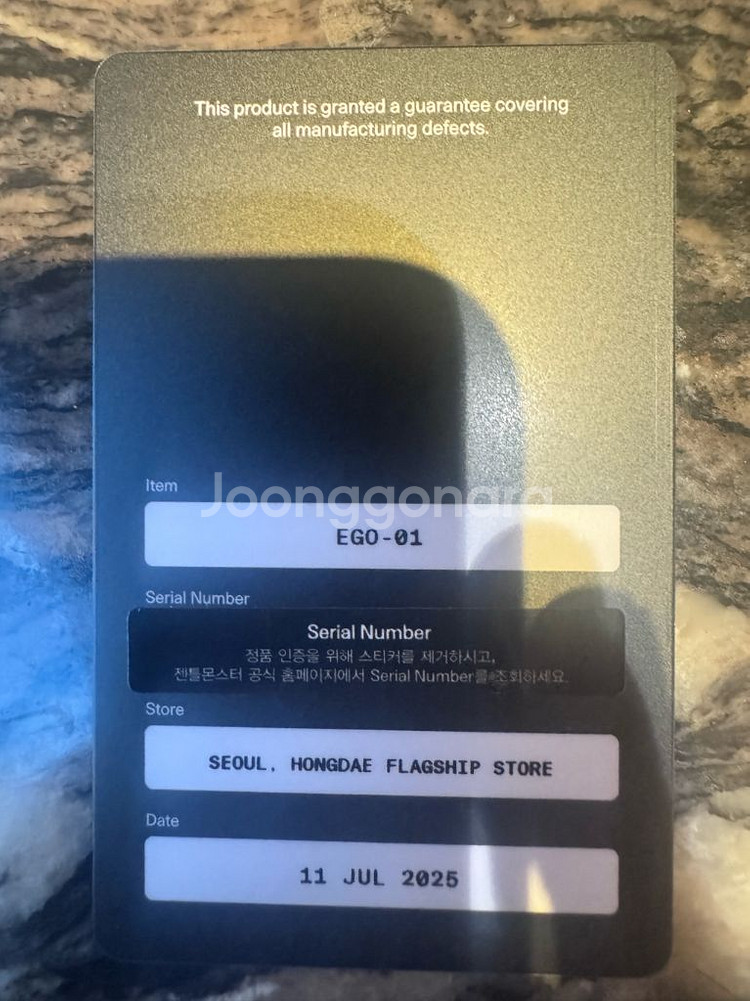 This product is granted a guarantee covering
all manufacturing defects.
Item
Joonggonara
EGO-01
Serial Number
Serial Number
정품 인증을 위해 스티커를 제거하시고,
젠틀몬스터 공식 홈페이지에서 Serial Number를 조회하세요.
Store
SEOUL, HONGDAE FLAGSHIP STORE
Date
11 JUL 2025